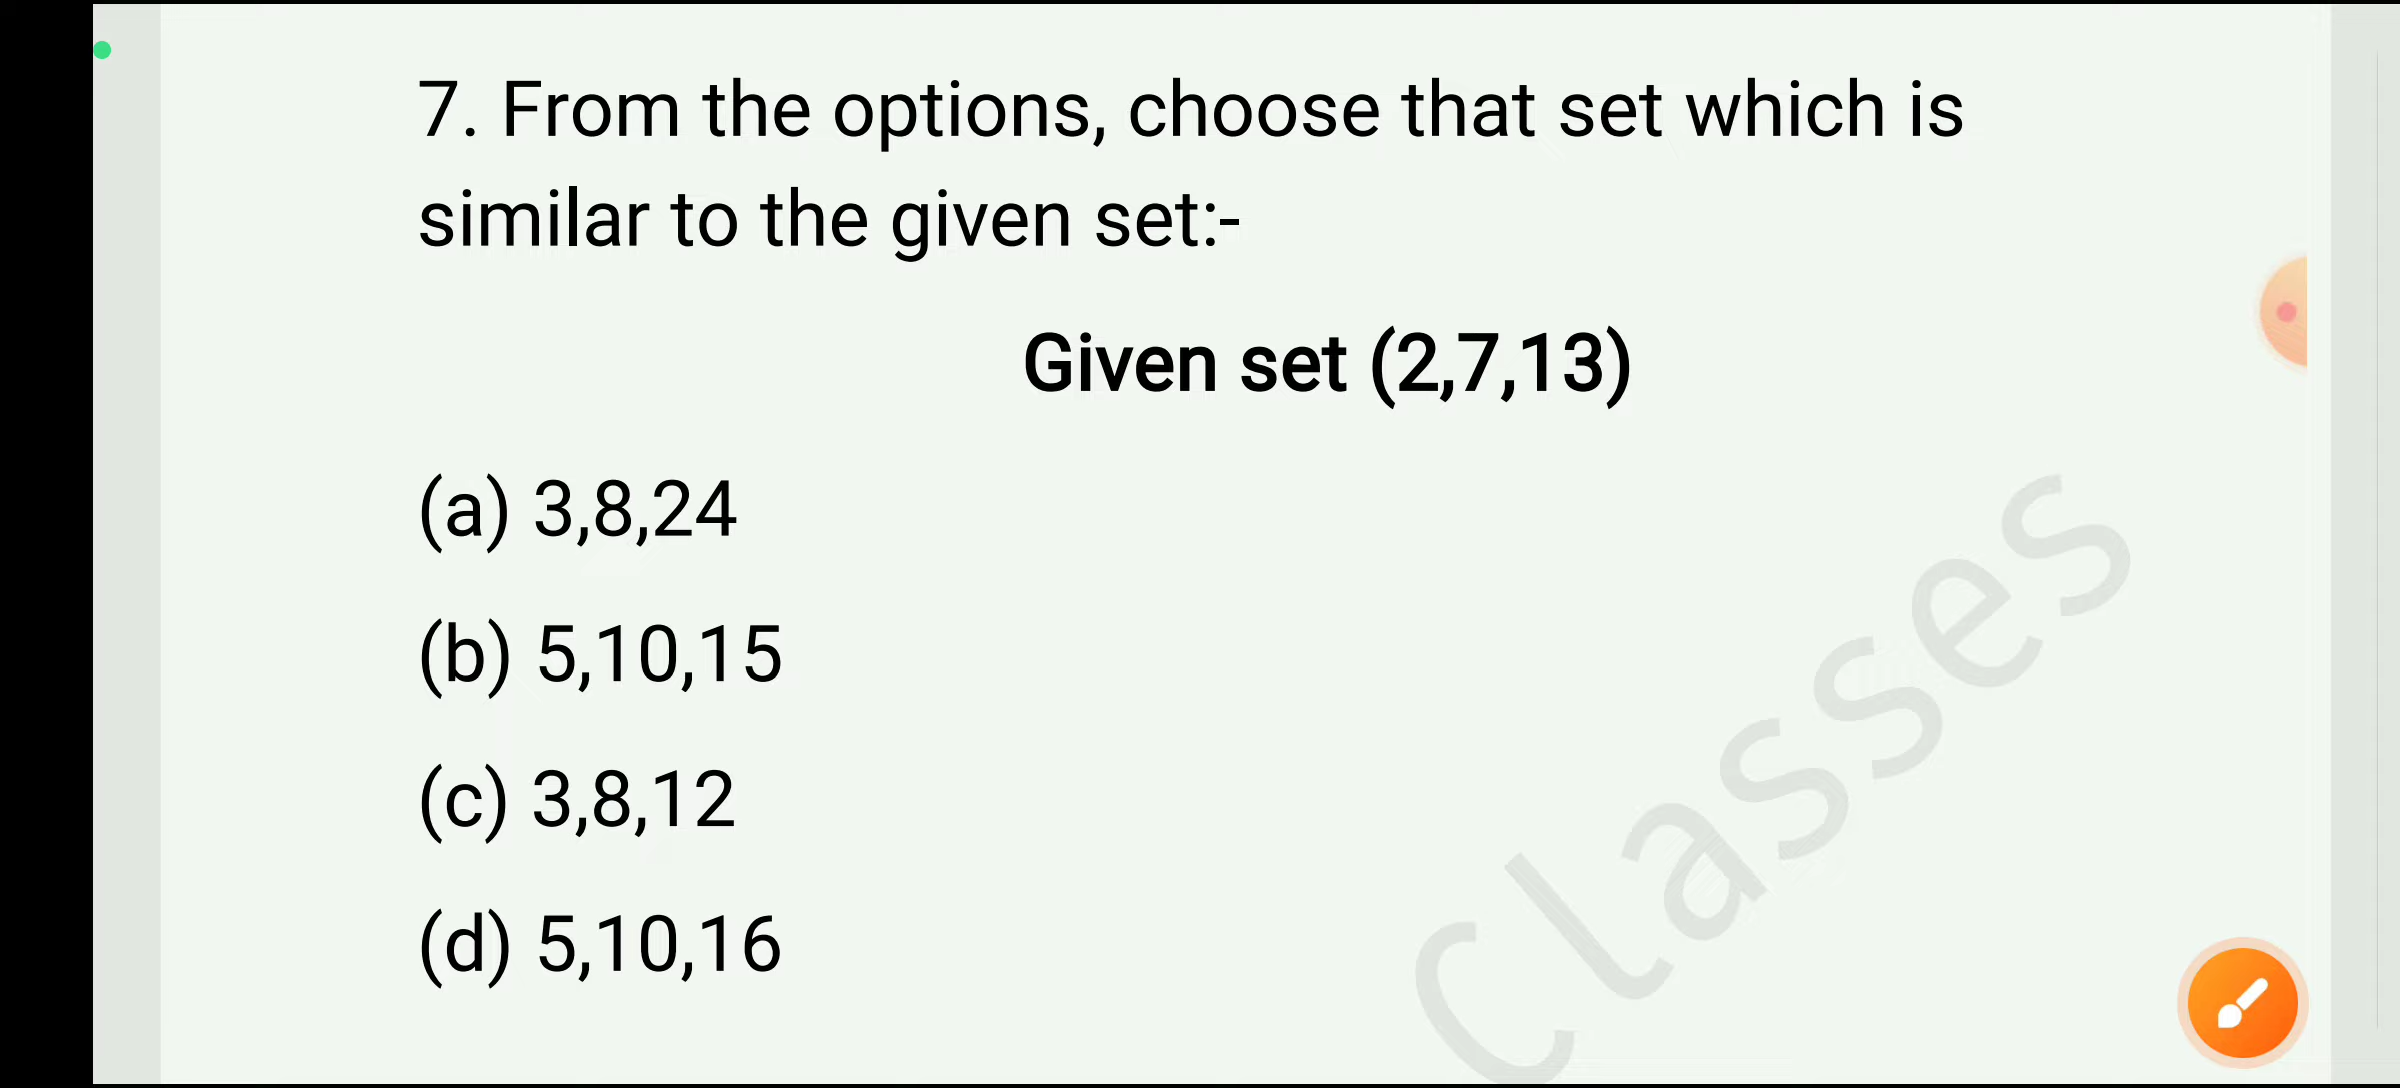 7. From the options, choose that set which is
similar to the given set:-
Given set (2,7,13)
(a) 3,8,24
(b) 5,10,15
(c) 3,8,12
(d) 5,10,16
Classes